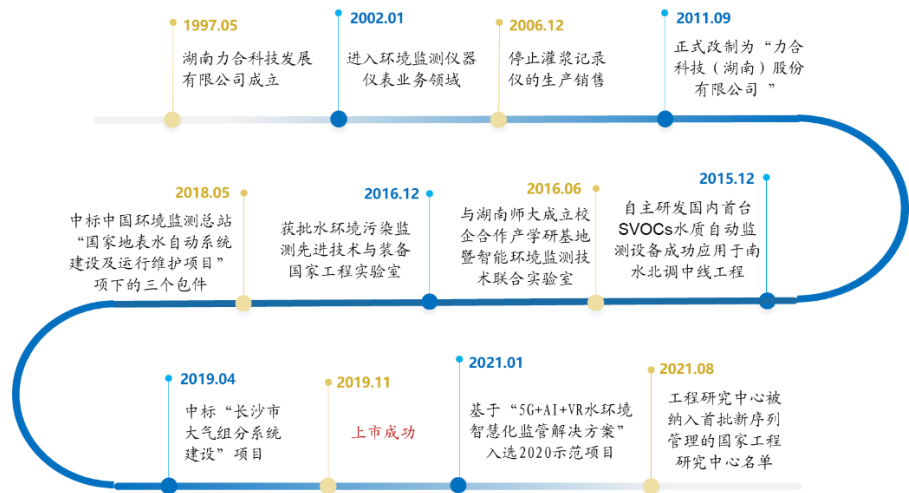 1997.05
湖南力合科技发展
有限公司成立
2002.01
进入环境监测仪器
仪表业务领域
2006.12
停止灌浆记录
仪的生产销售
2011.09
正式改制为“力合
科技（湖南）股份
有限公司 ”
2015.12
自主研发国内首台
SVOCs水质自动监
测设备成功应用于南
水北调中线工程
2016.06
与湖南师大成立校
企合作产学研基地
暨智能环境监测技
术联合实验室
2016.12
获批水环境污染监
测先进技术与装备
国家工程实验室
2018.05
中标中国环境监测总站
“国家地表水自动系统
建设及运行维护项目”
项下的三个包件
2019.04
中标“长沙市
大气组分系统
建设”项目
2019.11
上市成功
2021.01
基于“5G+AI+VR水环境
智慧化监管解决方案”
入选2020示范项目
2021.08
工程研究中心被
纳入首批新序列
管理的国家工程
研究中心名单